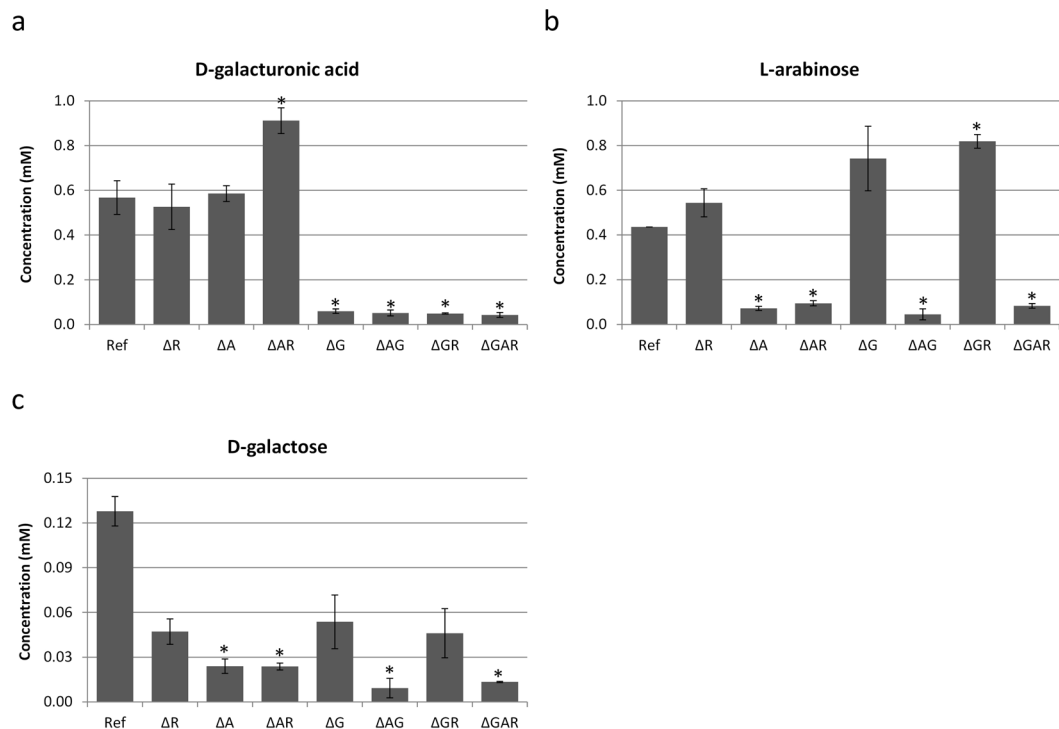 a
D-galacturonic acid
Concentration (mM)
1.0
0.8
0.6
0.4
0.2
0.0
*
* * * *
Ref ΔR ΔA ΔAR ΔG ΔAG ΔGR ΔGAR
b
L-arabinose
Concentration (mM)
1.0
0.8
0.6
0.4
0.2
0.0
*
* * * *
Ref ΔR ΔA ΔAR ΔG ΔAG ΔGR ΔGAR
c
D-galactose
Concentration (mM)
0.15
0.12
0.09
0.06
0.03
0.00
* * * *
Ref ΔR ΔA ΔAR ΔG ΔAG ΔGR ΔGAR